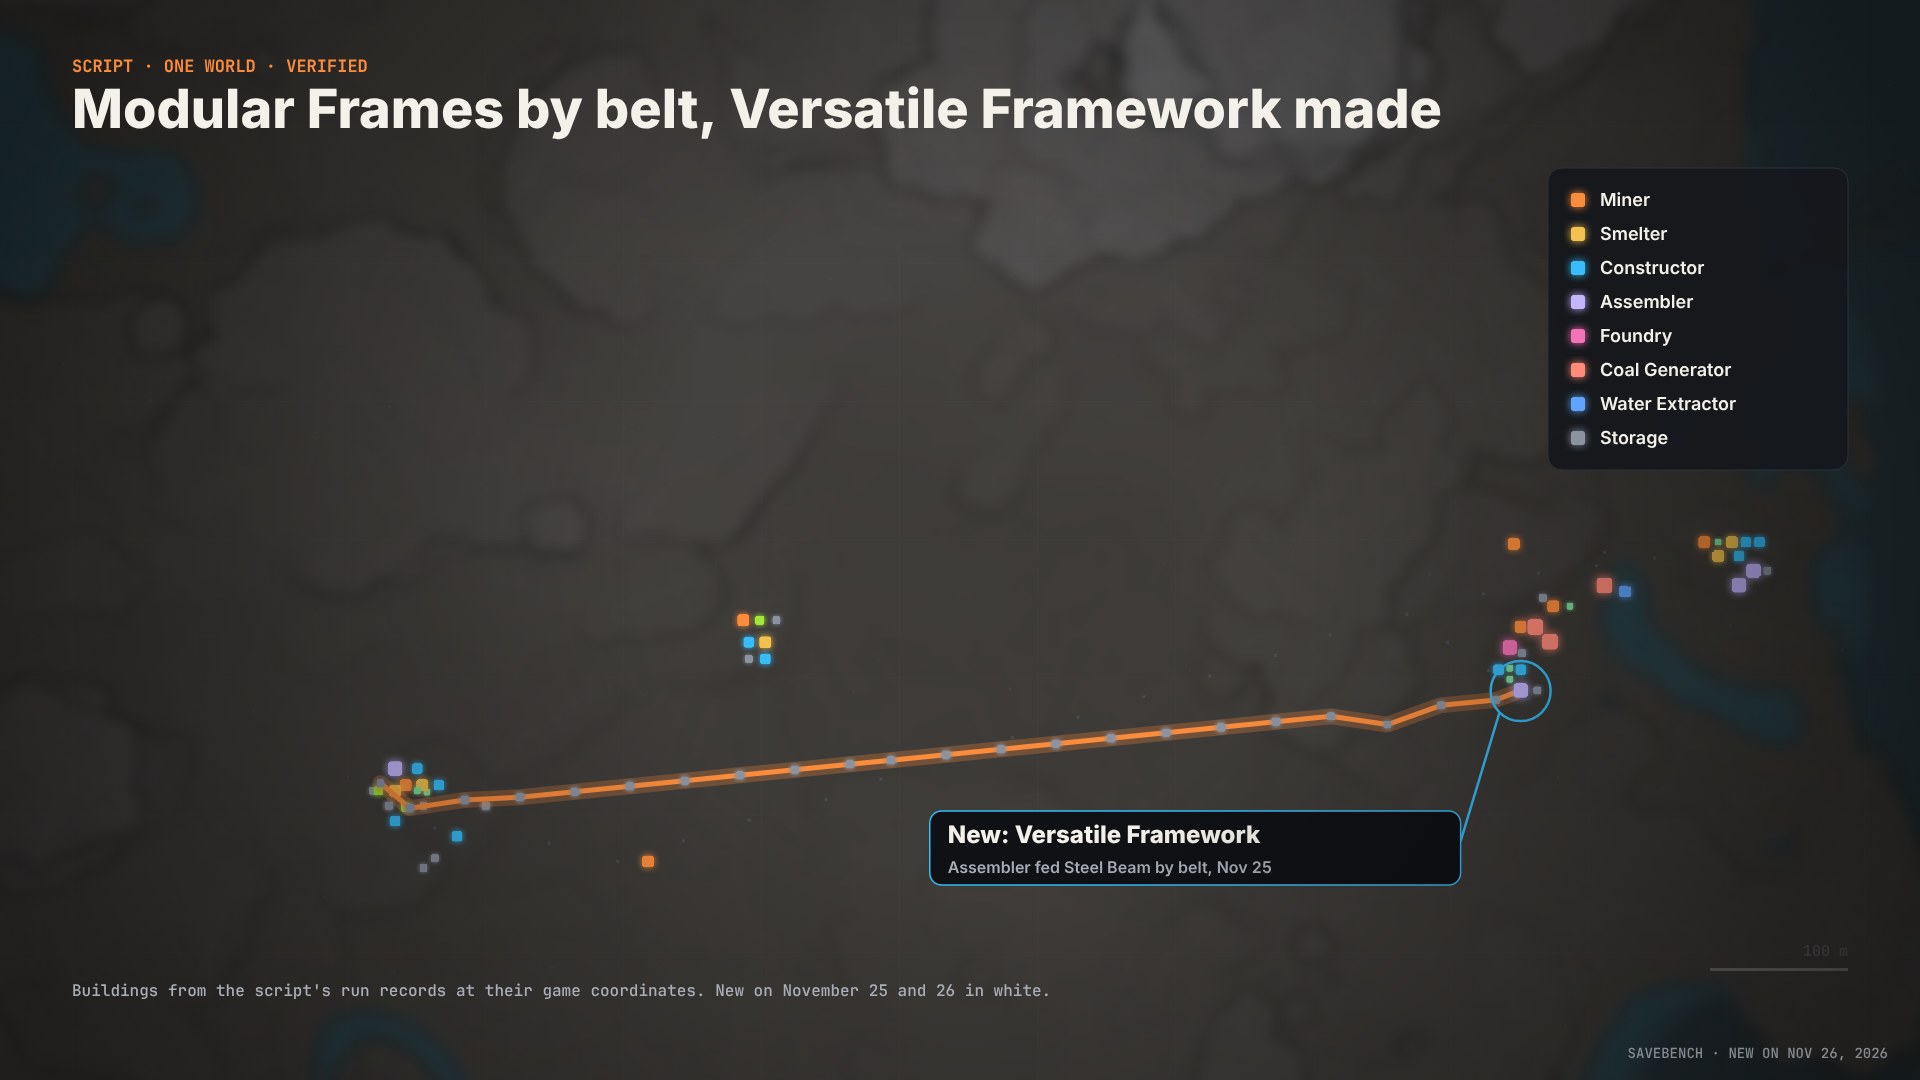 SCRIPT · ONE WORLD · VERIFIED
Modular Frames by belt, Versatile Framework made
Miner
Smelter
Constructor
Assembler
Foundry
Coal Generator
Water Extractor
Storage
New: Versatile Framework
Assembler fed Steel Beam by belt, Nov 25
100 m
Buildings from the script's run records at their game coordinates. New on November 25 and 26 in white.
SAVEBENCH · NEW ON NOV 26, 2026